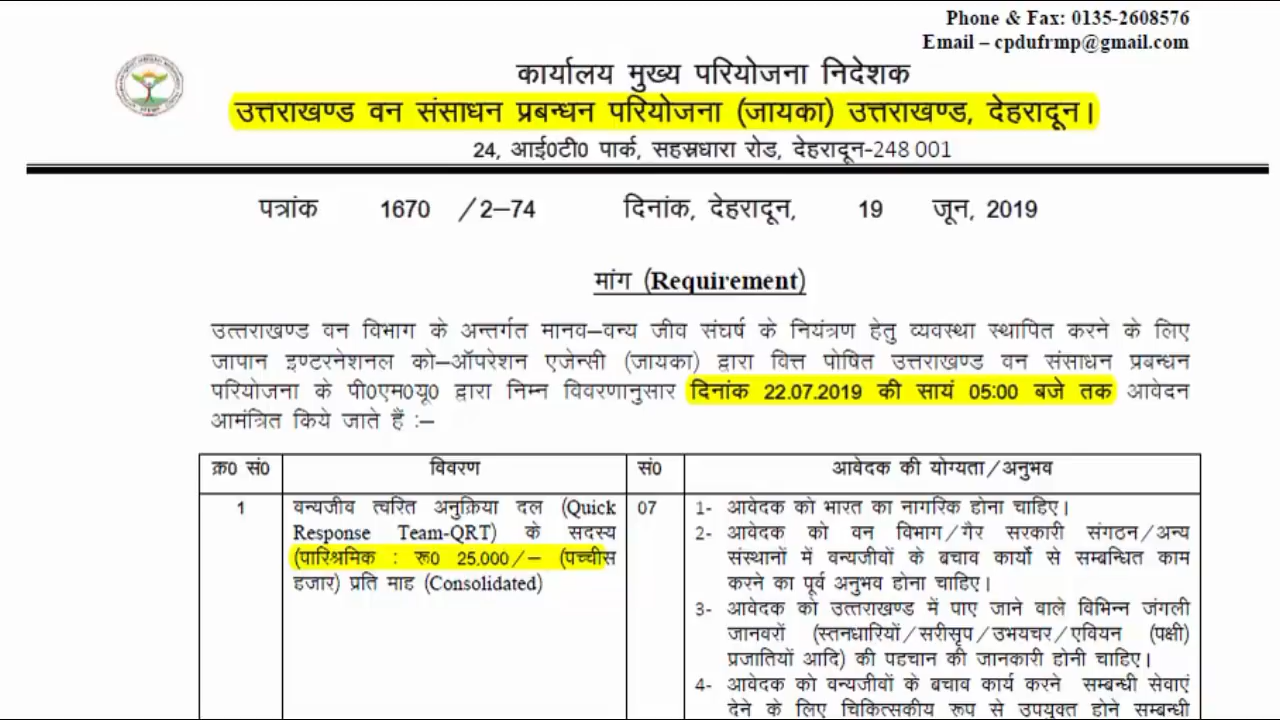 Phone & Fax: 0135-2608576
Email – cpdufrmp@gmail.com
कार्यालय मुख्य परियोजना निदेशक
उत्तराखण्ड वन संसाधन प्रबन्धन परियोजना (जायका) उत्तराखण्ड, देहरादून।
24, आई0टी0 पार्क, सहस्रधारा रोड, देहरादून-248 001
पत्रांक 1670 /2–74 दिनांक, देहरादून, 19 जून, 2019
मांग (Requirement)
उत्तराखण्ड वन विभाग के अन्तर्गत मानव–वन्य जीव संघर्ष के नियंत्रण हेतु व्यवस्था स्थापित करने के लिए
जापान इण्टरनेशनल को–ऑपरेशन एजेन्सी (जायका) द्वारा वित्त पोषित उत्तराखण्ड वन संसाधन प्रबन्धन
परियोजना के पी0एम0यू0 द्वारा निम्न विवरणानुसार दिनांक 22.07.2019 की सायं 05:00 बजे तक आवेदन
आमंत्रित किये जाते हैं :–
क्र0 सं0 विवरण सं0 आवेदक की योग्यता/अनुभव
1 वन्यजीव त्वरित अनुक्रिया दल (Quick
Response Team-QRT) के सदस्य
(पारिश्रमिक : रू0 25,000/– (पच्चीस
हजार) प्रति माह (Consolidated)
07
1- आवेदक को भारत का नागरिक होना चाहिए।
2- आवेदक को वन विभाग/गैर सरकारी संगठन/अन्य
संस्थानों में वन्यजीवों के बचाव कार्यो से सम्बन्धित काम
करने का पूर्व अनुभव होना चाहिए।
3- आवेदक को उत्तराखण्ड में पाए जाने वाले विभिन्न जंगली
जानवरों (स्तनधारियों/सरीसृप/उभयचर/एवियन (पक्षी)
प्रजातियों आदि) की पहचान की जानकारी होनी चाहिए।
4- आवेदक को वन्यजीवों के बचाव कार्य करने सम्बन्धी सेवाएं
देने के लिए चिकित्सकीय रूप से उपयुक्त होने सम्बन्धी